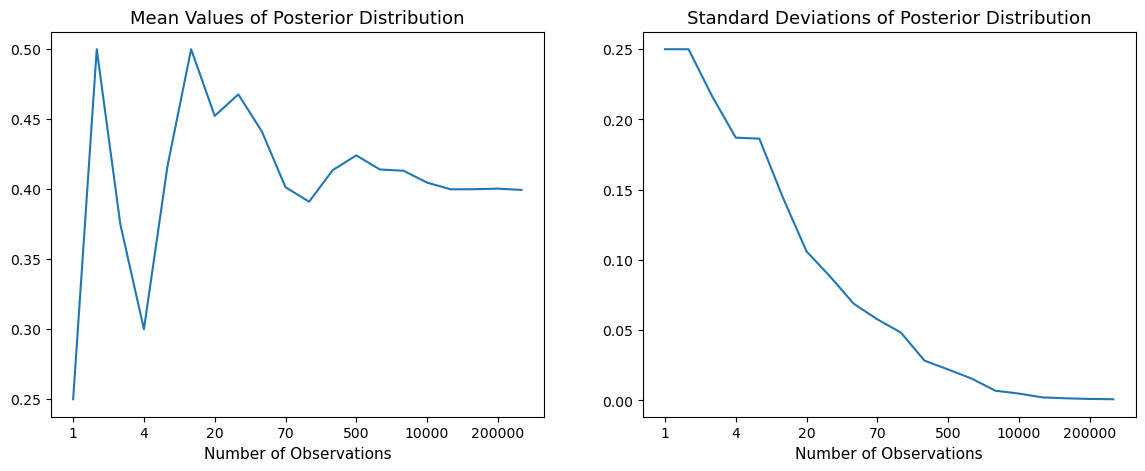 Mean Values of Posterior Distribution
0.50
0.45
0.40
0.35
0.30
0.25
1 4 20 70 500 10000 200000
Number of Observations
Standard Deviations of Posterior Distribution
0.25
0.20
0.15
0.10
0.05
0.00
1 4 20 70 500 10000 200000
Number of Observations